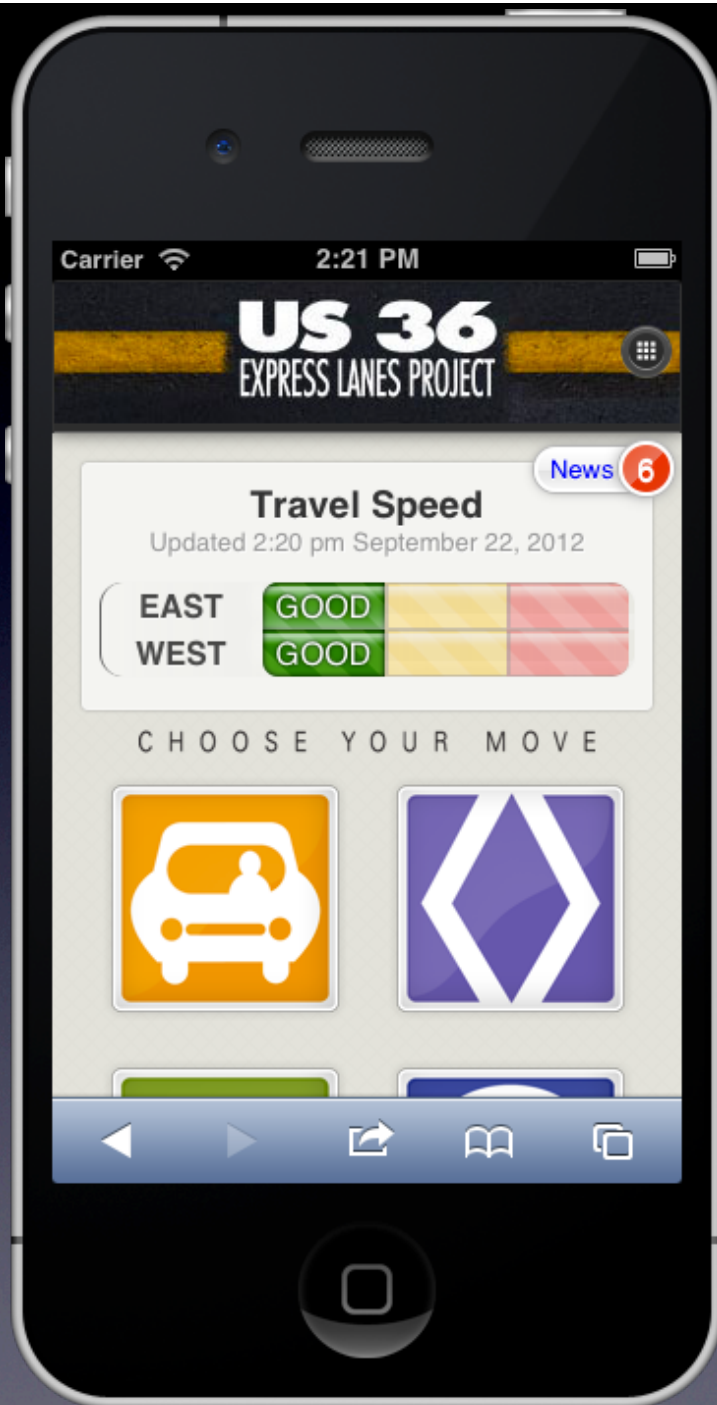 Carrier 2:21 PM
US 36
EXPRESS LANES PROJECT
News 6
Travel Speed
Updated 2:20 pm September 22, 2012
EAST GOOD
WEST GOOD
CHOOSE YOUR MOVE